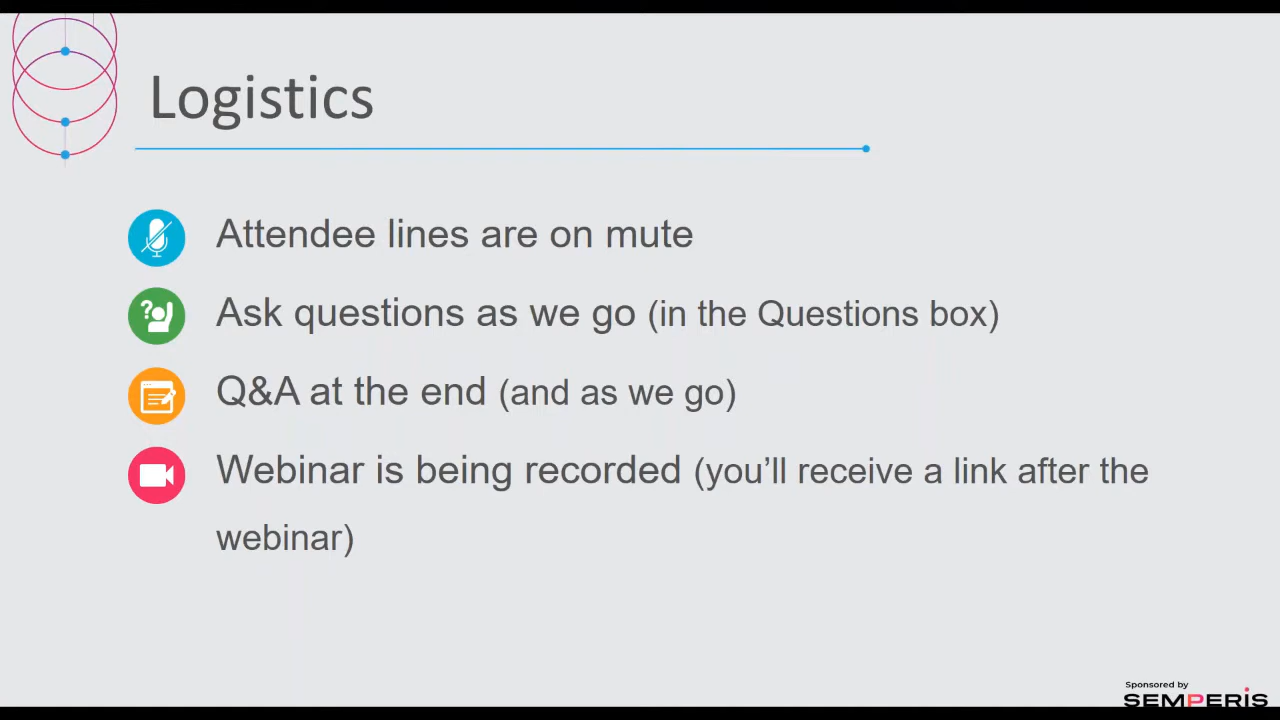 Logistics
Attendee lines are on mute
Ask questions as we go (in the Questions box)
Q&A at the end (and as we go)
Webinar is being recorded (you’ll receive a link after the
webinar)
Sponsored by
SEMPERIS